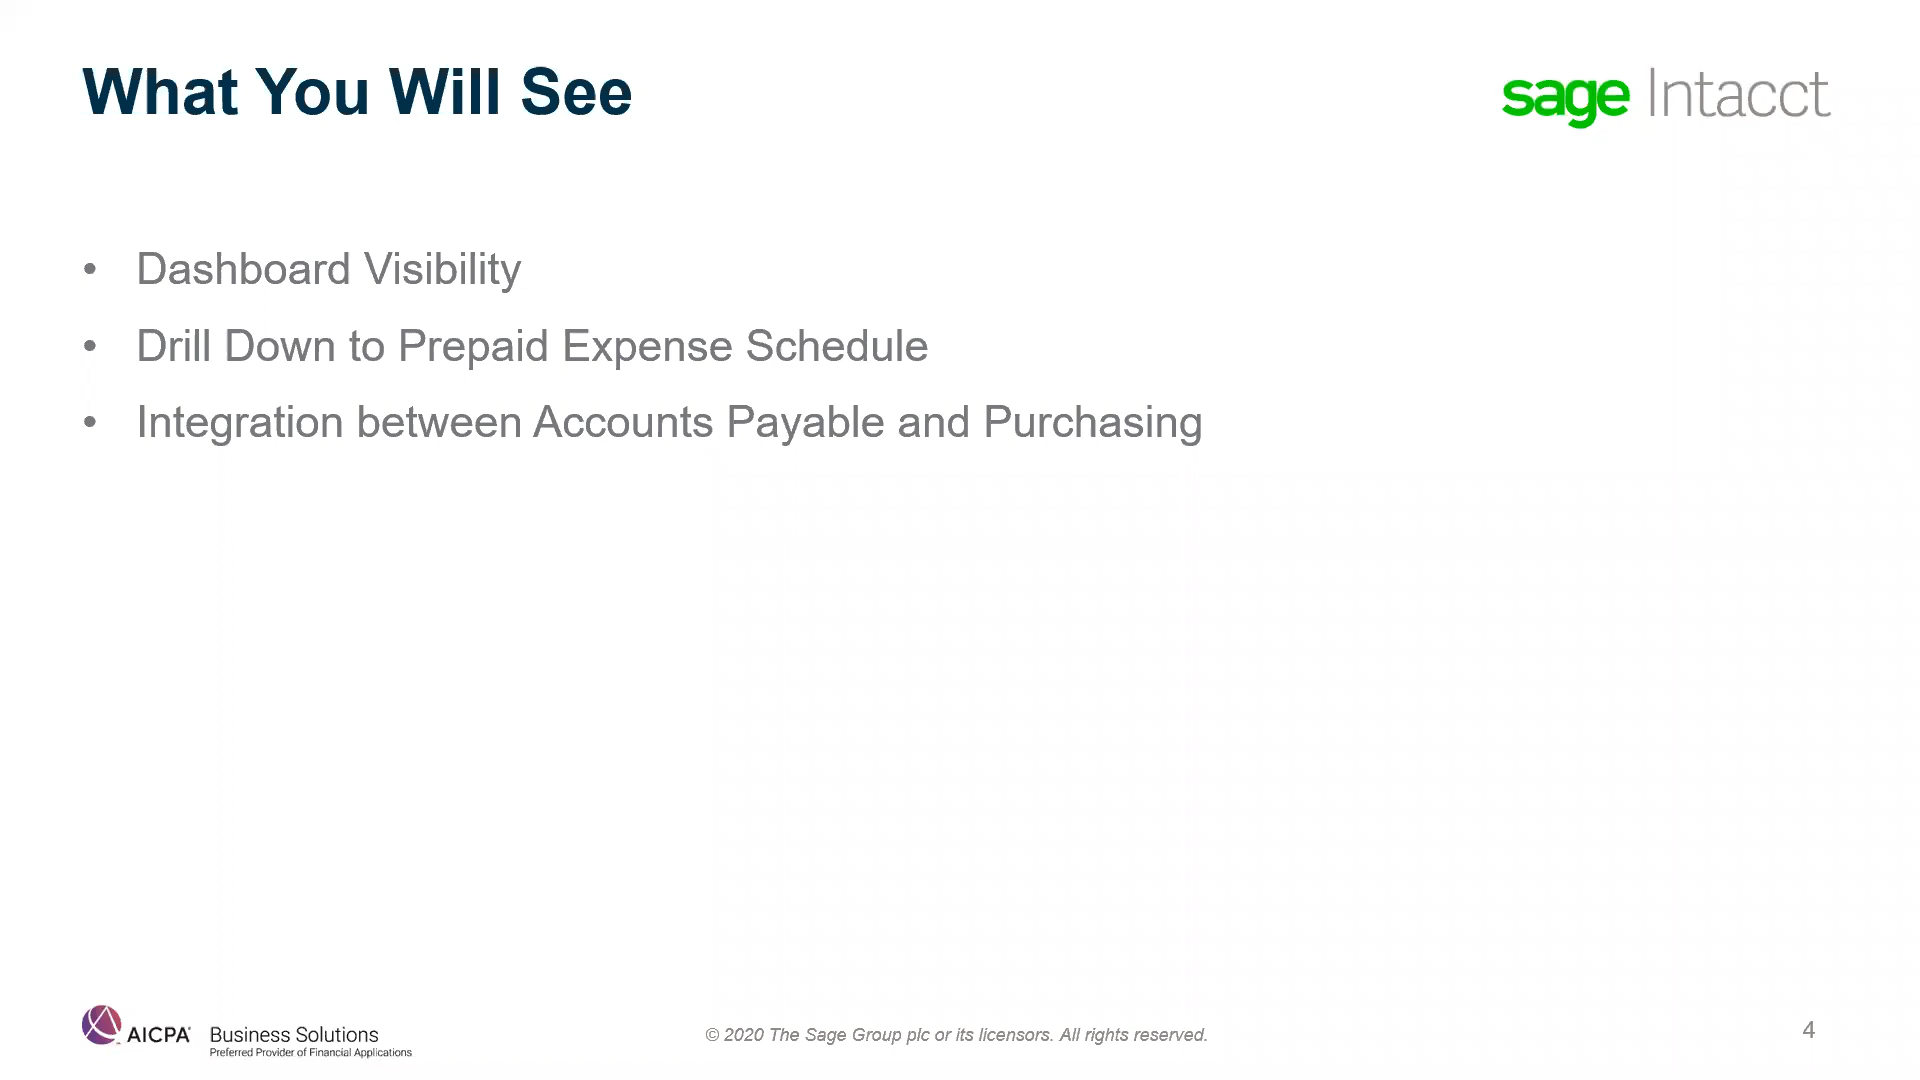 What You Will See
sage Intacct
• Dashboard Visibility
• Drill Down to Prepaid Expense Schedule
• Integration between Accounts Payable and Purchasing
AICPA® Business Solutions
Preferred Provider of Financial Applications
© 2020 The Sage Group plc or its licensors. All rights reserved.
4